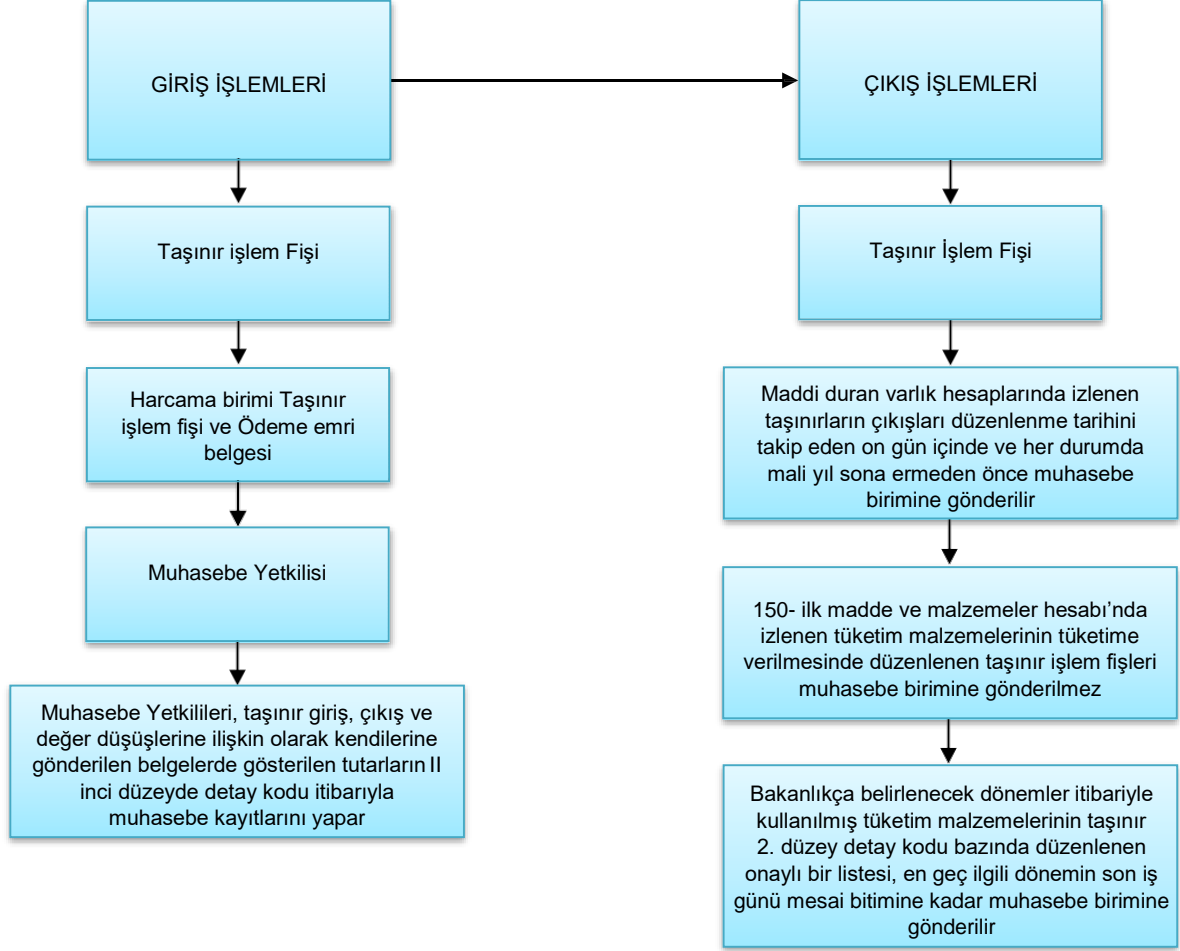 GİRİŞ İŞLEMLERİ
Taşınır işlem Fişi
Harcama birimi Taşınır
işlem fişi ve Ödeme emri
belgesi
Muhasebe Yetkilisi
Muhasebe Yetkilileri, taşınır giriş, çıkış ve
değer düşüşlerine ilişkin olarak kendilerine
gönderilen belgelerde gösterilen tutarların II
inci düzeyde detay kodu itibarıyla
muhasebe kayıtlarını yapar
ÇIKIŞ İŞLEMLERİ
Taşınır İşlem Fişi
Maddi duran varlık hesaplarında izlenen
taşınırların çıkışları düzenlenme tarihini
takip eden on gün içinde ve her durumda
mali yıl sona ermeden önce muhasebe
birimine gönderilir
150- ilk madde ve malzemeler hesabı’nda
izlenen tüketim malzemelerinin tüketime
verilmesinde düzenlenen taşınır işlem fişleri
muhasebe birimine gönderilmez
Bakanlıkça belirlenecek dönemler itibariyle
kullanılmış tüketim malzemelerinin taşınır
2. düzey detay kodu bazında düzenlenen
onaylı bir listesi, en geç ilgili dönemin son iş
günü mesai bitimine kadar muhasebe birimine
gönderilir